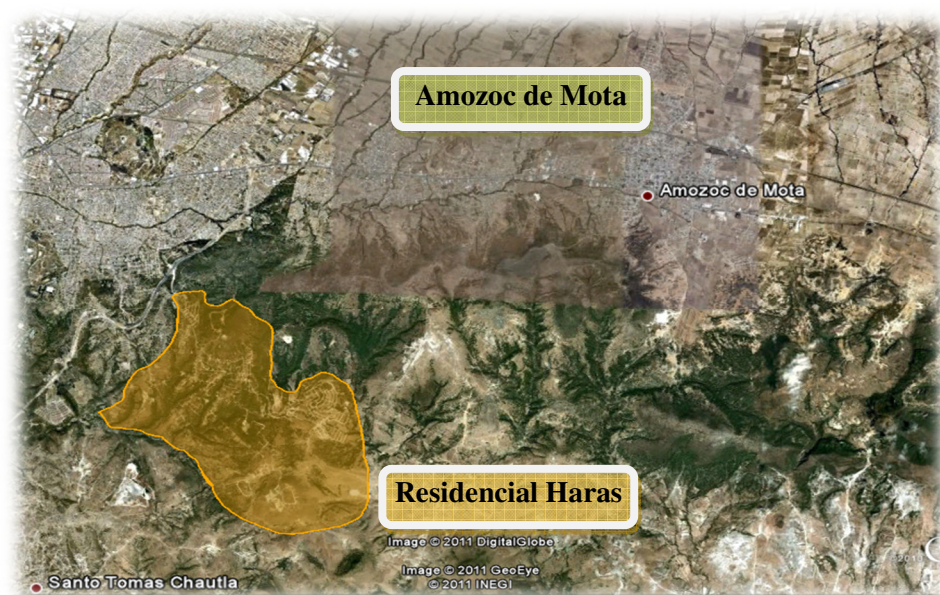 Amozoc de Mota
Amozoc de Mota
Residencial Haras
Image © 2011 DigitalGlobe
Image © 2011 GeoEye
© 2011 INEGI
Santo Tomas Chautla